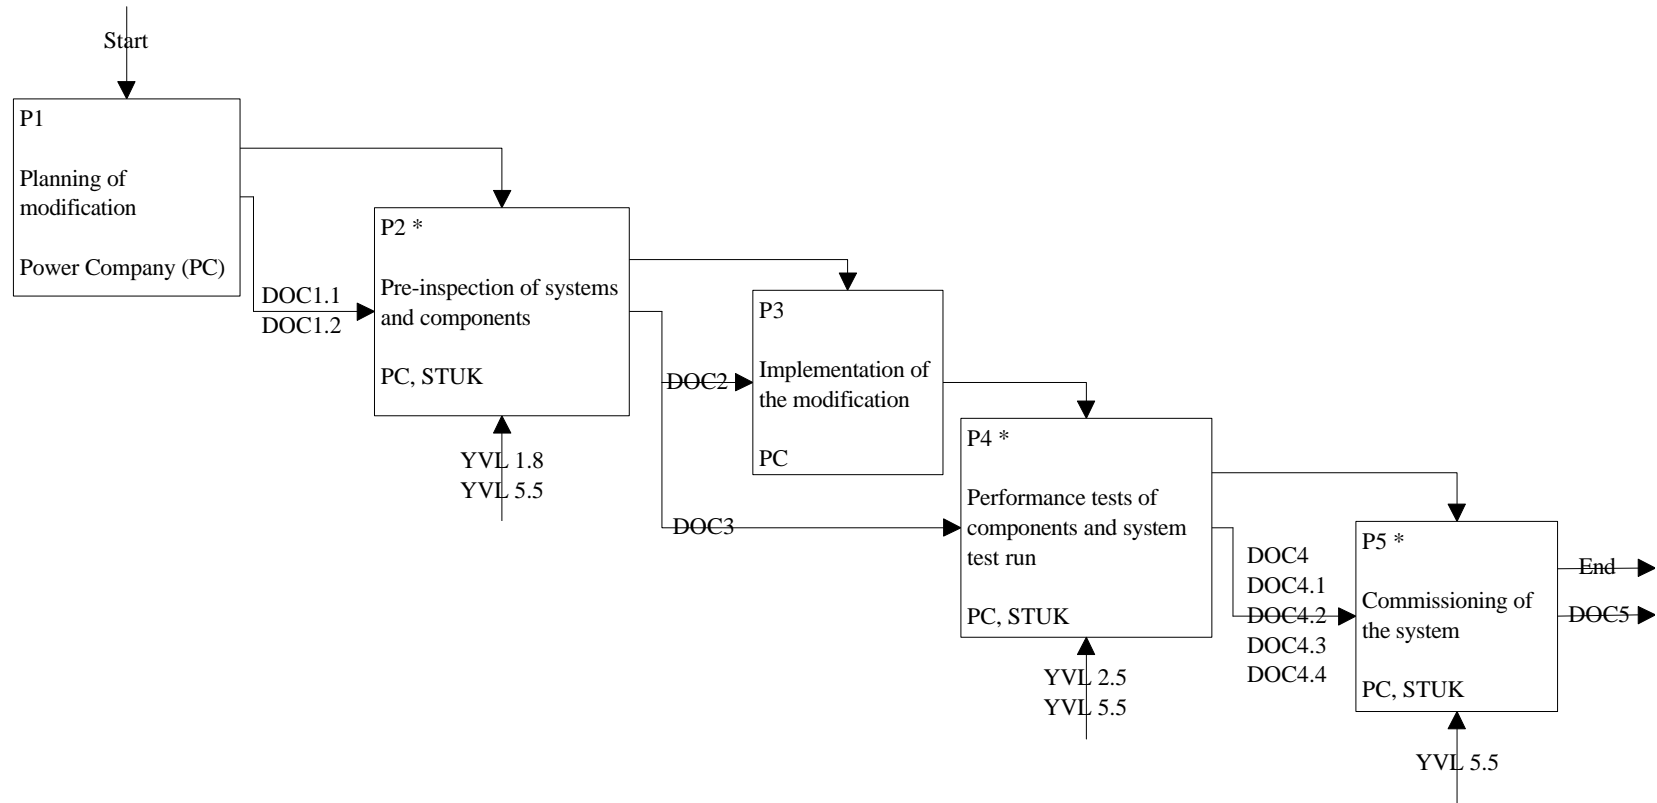 Start
P1
Planning of
modification
Power Company (PC)
DOC1.1
DOC1.2
P2 *
Pre-inspection of systems
and components
PC, STUK
YVL 1.8
YVL 5.5
DOC2
DOC3
P3
Implementation of
the modification
PC
P4 *
Performance tests of
components and system
test run
PC, STUK
YVL 2.5
YVL 5.5
DOC4
DOC4.1
DOC4.2
DOC4.3
DOC4.4
P5 *
Commissioning of
the system
PC, STUK
YVL 5.5
End
DOC5